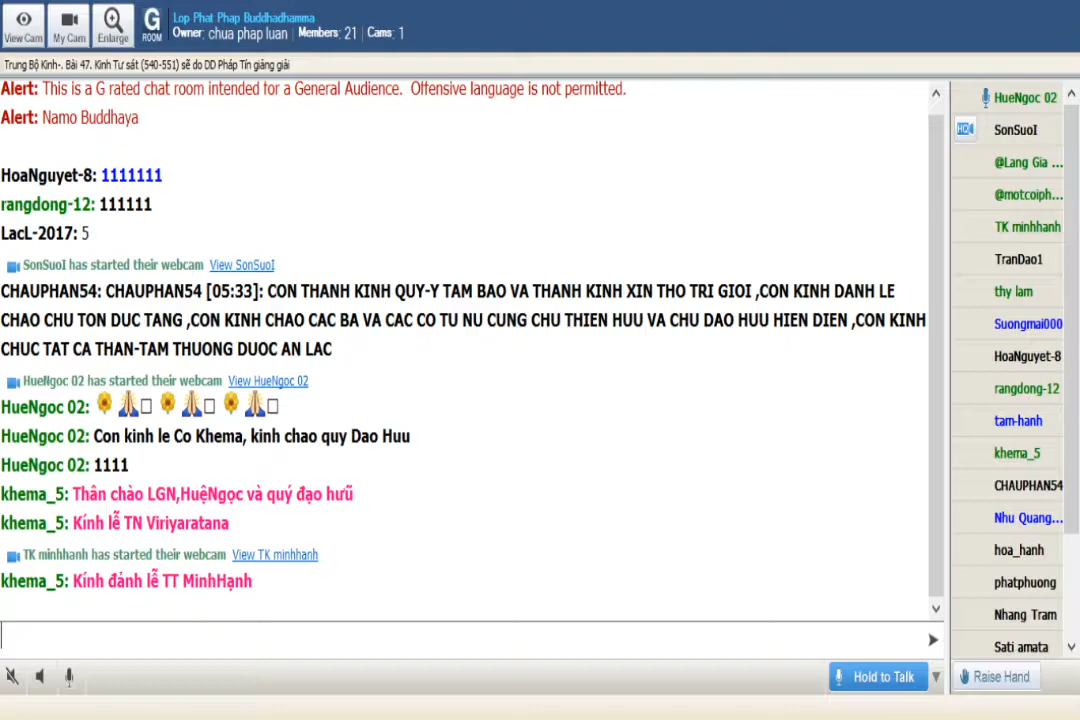 View Cam
My Cam
Enlarge
G
ROOM
Lop Phat Phap Buddhadhamma
Owner: chua phap luan | Members: 21 | Cams: 1
Trung Bộ Kinh-. Bài 47. Kinh Tư sát (540-551) sẽ do DD Pháp Tín giảng giải
Alert: This is a G rated chat room intended for a General Audience.  Offensive language is not permitted.
Alert: Namo Buddhaya
HoaNguyet-8: 1111111
rangdong-12: 111111
LacL-2017: 5
SonSuoI has started their webcam View SonSuoI
CHAUPHAN54: CHAUPHAN54 [05:33]: CON THANH KINH QUY-Y TAM BAO VA THANH KINH XIN THO TRI GIOI ,CON KINH DANH LE
CHAO CHU TON DUC TANG ,CON KINH CHAO CAC BA VA CAC CO TU NU CUNG CHU THIEN HUU VA CHU DAO HUU HIEN DIEN ,CON KINH
CHUC TAT CA THAN-TAM THUONG DUOC AN LAC
HueNgoc 02 has started their webcam View HueNgoc 02
HueNgoc 02:
HueNgoc 02: Con kinh le Co Khema, kinh chao quy Dao Huu
HueNgoc 02: 1111
khema_5: Thân chào LGN,HuệNgọc và quý đạo hưũ
khema_5: Kính lễ TN Viriyaratana
TK minhhanh has started their webcam View TK minhhanh
khema_5: Kính đảnh lễ TT MinhHạnh
Hold to Talk
HueNgoc 02
HD
SonSuoI
@Lang Gia ...
@motcoiph...
TK minhhanh
TranDao1
thy lam
Suongmai000
HoaNguyet-8
rangdong-12
tam-hanh
khema_5
CHAUPHAN54
Nhu Quang...
hoa_hanh
phatphuong
Nhang Tram
Sati amata
Raise Hand